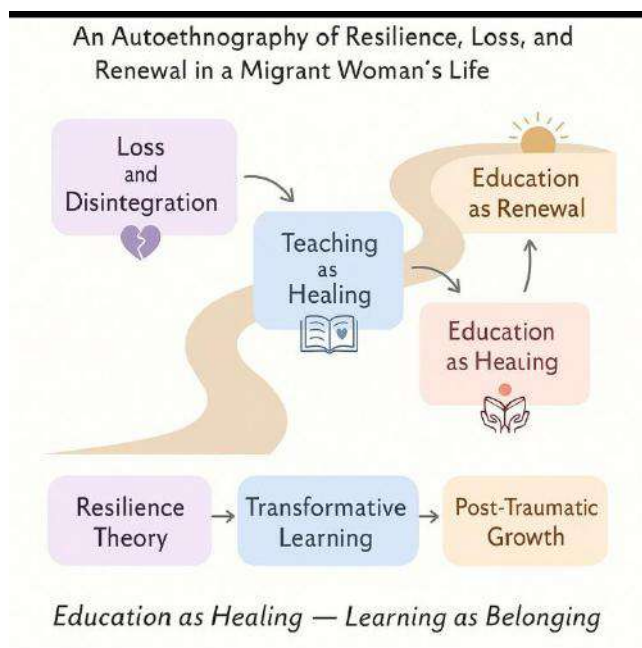 An Autoethnography of Resilience, Loss, and
Renewal in a Migrant Woman's Life
Loss
and
Disintegration
Teaching
as
Healing
Education
as Healing
Education
as Renewal
Resilience
Theory
Transformative
Learning
Post-Traumatic
Growth
Education as Healing — Learning as Belonging